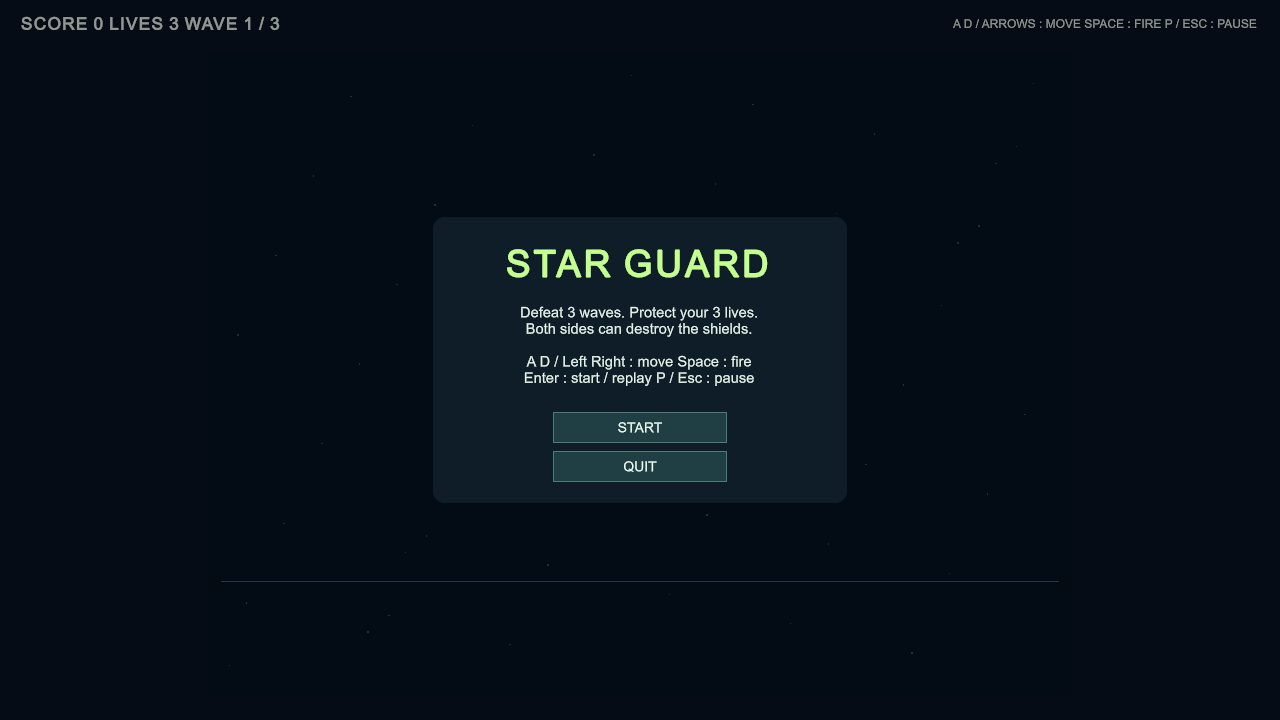 SCORE 0 LIVES 3 WAVE 1 / 3
A D / ARROWS : MOVE SPACE : FIRE P / ESC : PAUSE
STAR GUARD
Defeat 3 waves. Protect your 3 lives.
Both sides can destroy the shields.
A D / Left Right : move Space : fire
Enter : start / replay P / Esc : pause
START
QUIT